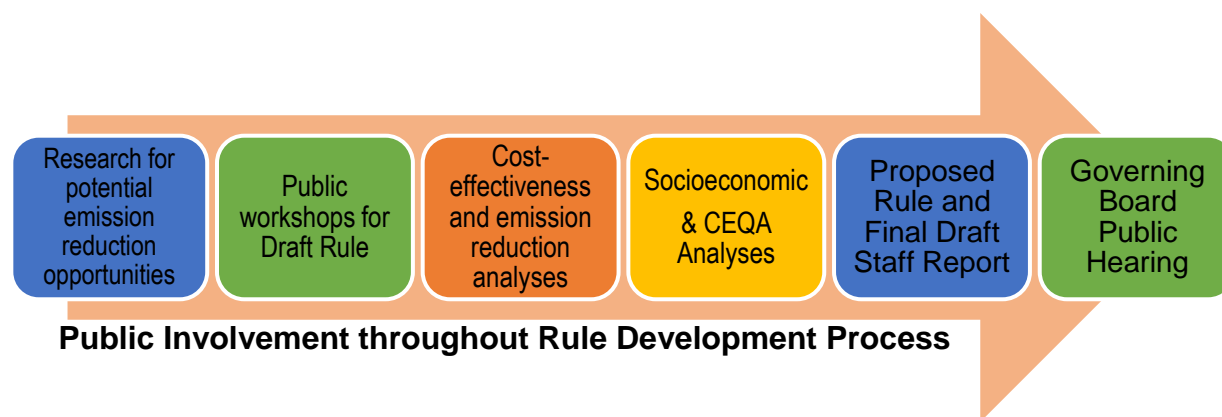 Research for
potential
emission
reduction
opportunities
Public
workshops for
Draft Rule
Cost-
effectiveness
and emission
reduction
analyses
Socioeconomic
& CEQA
Analyses
Proposed
Rule and
Final Draft
Staff Report
Governing
Board
Public
Hearing
Public Involvement throughout Rule Development Process